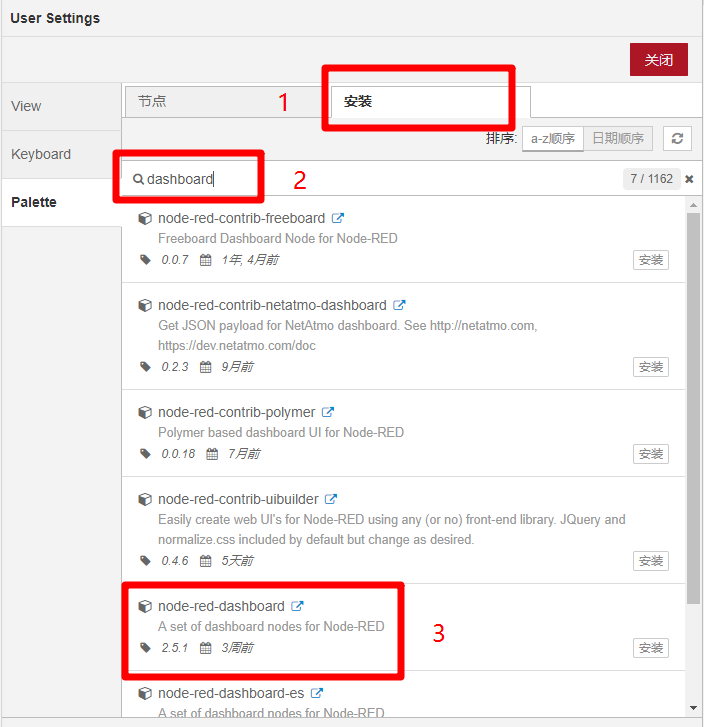 User Settings
关闭
View
Keyboard
Palette
节点 1 安装
排序: a-z顺序 日期顺序
dashboard 2 7 / 1162
node-red-contrib-freeboard
Freeboard Dashboard Node for Node-RED
0.0.7 1年, 4月前 安装
node-red-contrib-netatmo-dashboard
Get JSON payload for NetAtmo dashboard. See http://netatmo.com,
https://dev.netatmo.com/doc
0.2.3 9月前 安装
node-red-contrib-polymer
Polymer based dashboard UI for Node-RED
0.0.18 7月前 安装
node-red-contrib-uibuilder
Easily create web UI's for Node-RED using any (or no) front-end library. JQuery and
normalize.css included by default but change as desired.
0.4.6 5天前 安装
node-red-dashboard
A set of dashboard nodes for Node-RED 3
2.5.1 3周前 安装
node-red-dashboard-es
A set of dashboard nodes for Node-RED